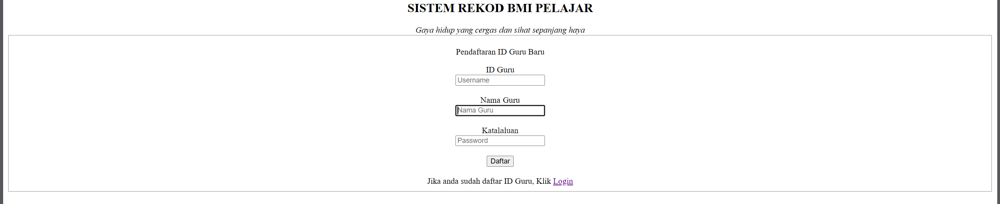 SISTEM REKOD BMI PELAJAR
Gaya hidup yang cergas dan sihat sepanjang haya
Pendaftaran ID Guru Baru
ID Guru
Username
Nama Guru
Nama Guru
Katalaluan
Password
Daftar
Jika anda sudah daftar ID Guru, Klik Login